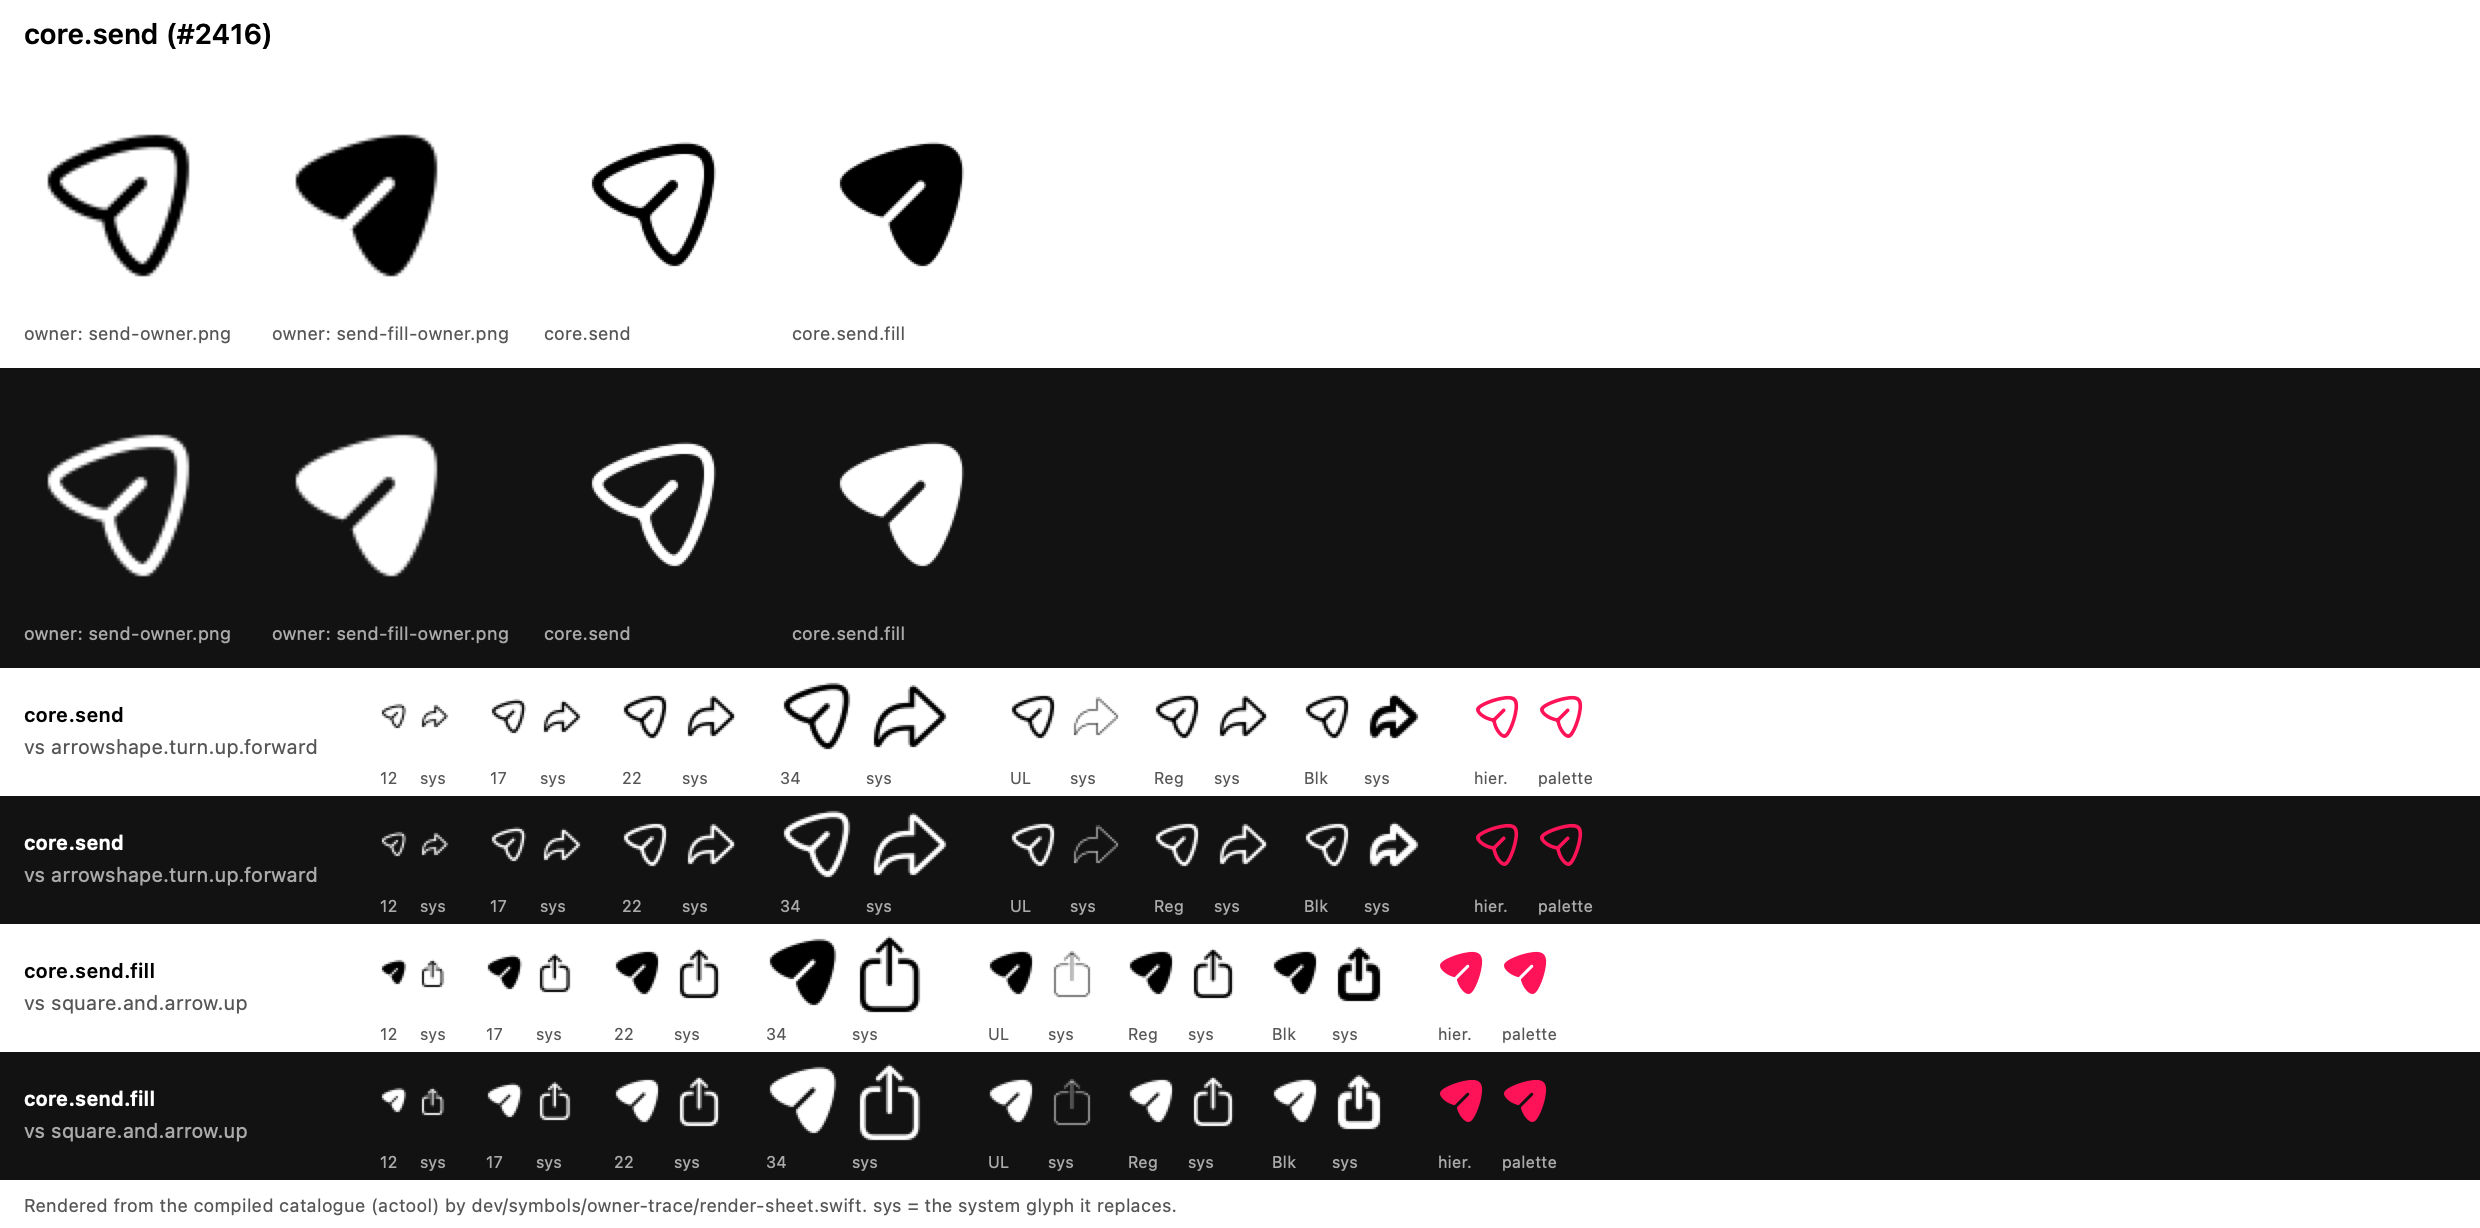 core.send (#2416)
owner: send-owner.png owner: send-fill-owner.png core.send core.send.fill
owner: send-owner.png owner: send-fill-owner.png core.send core.send.fill
core.send
vs arrowshape.turn.up.forward
12 sys 17 sys 22 sys 34 sys UL sys Reg sys Blk sys hier. palette
core.send
vs arrowshape.turn.up.forward
12 sys 17 sys 22 sys 34 sys UL sys Reg sys Blk sys hier. palette
core.send.fill
vs square.and.arrow.up
12 sys 17 sys 22 sys 34 sys UL sys Reg sys Blk sys hier. palette
core.send.fill
vs square.and.arrow.up
12 sys 17 sys 22 sys 34 sys UL sys Reg sys Blk sys hier. palette
Rendered from the compiled catalogue (actool) by dev/symbols/owner-trace/render-sheet.swift. sys = the system glyph it replaces.